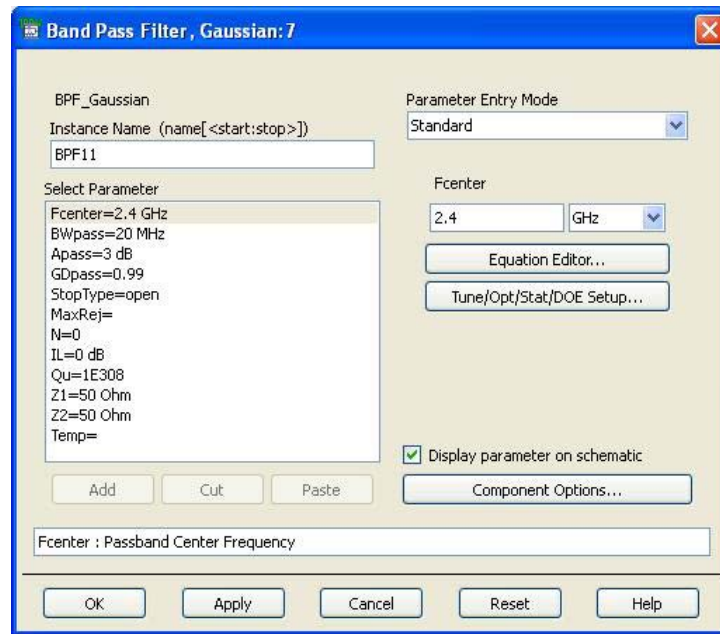 Band Pass Filter, Gaussian:7
BPF_Gaussian
Instance Name (name[<start:stop>])
BPF11
Select Parameter
Fcenter=2.4 GHz
BWpass=20 MHz
Apass=3 dB
GDpass=0.99
StopType=open
MaxRej=
N=0
IL=0 dB
Qu=1E308
Z1=50 Ohm
Z2=50 Ohm
Temp=
Add Cut Paste
Parameter Entry Mode
Standard
Fcenter
2.4 GHz
Equation Editor...
Tune/Opt/Stat/DOE Setup...
Display parameter on schematic
Component Options...
Fcenter : Passband Center Frequency
OK Apply Cancel Reset Help